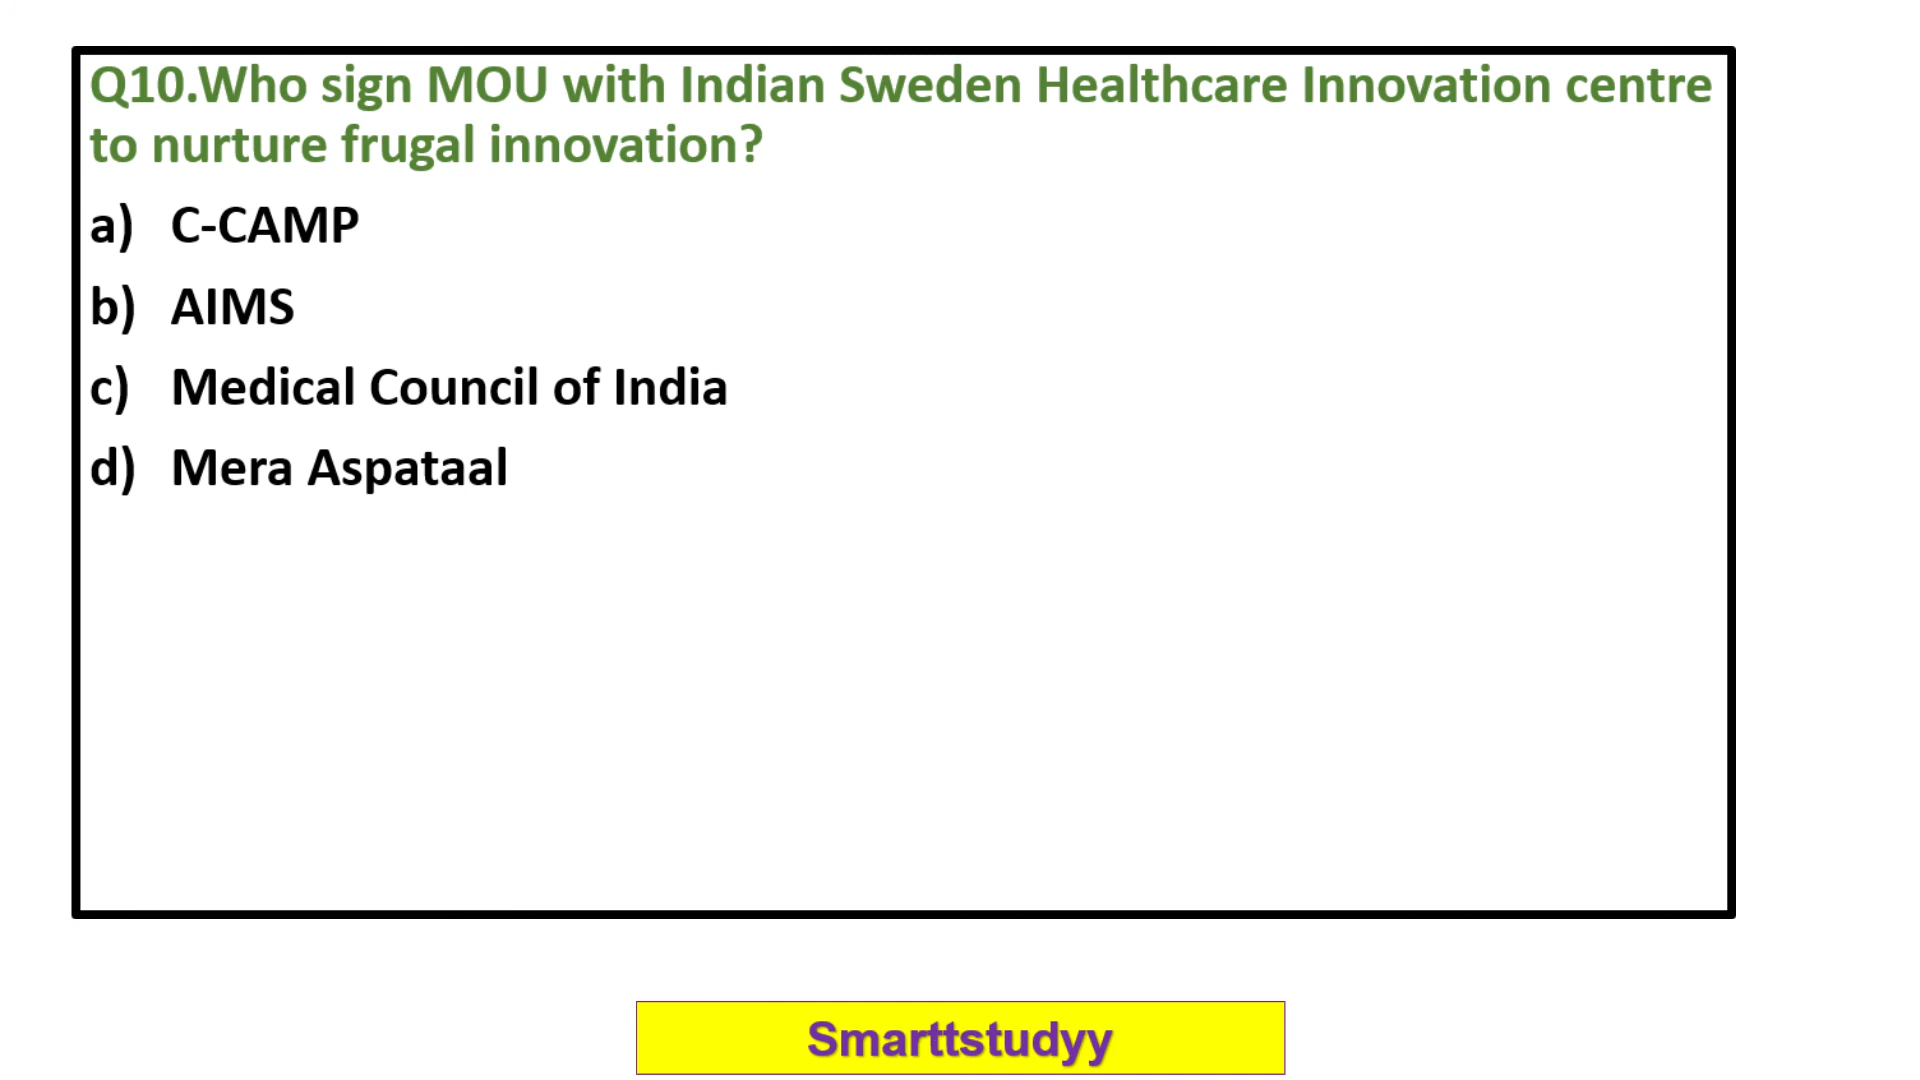 Q10.Who sign MOU with Indian Sweden Healthcare Innovation centre
to nurture frugal innovation?
a) C-CAMP
b) AIMS
c) Medical Council of India
d) Mera Aspataal
Smarttstudyy